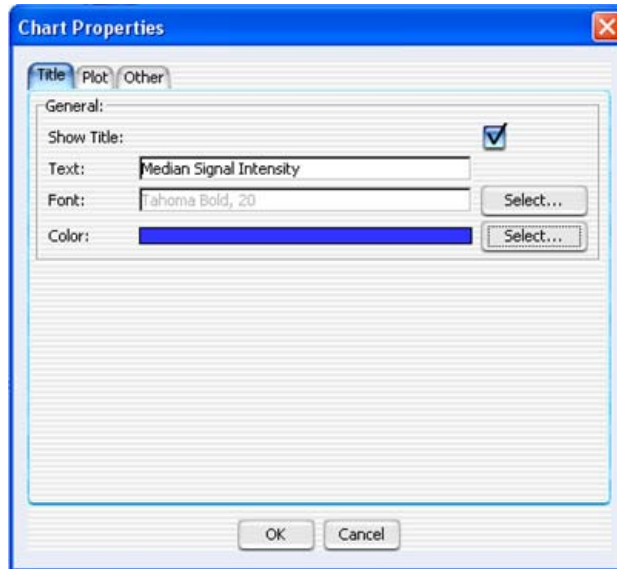 Chart Properties
Title Plot Other
General:
Show Title:
Text: Median Signal Intensity
Font: Tahoma Bold, 20 Select...
Color: Select...
OK Cancel